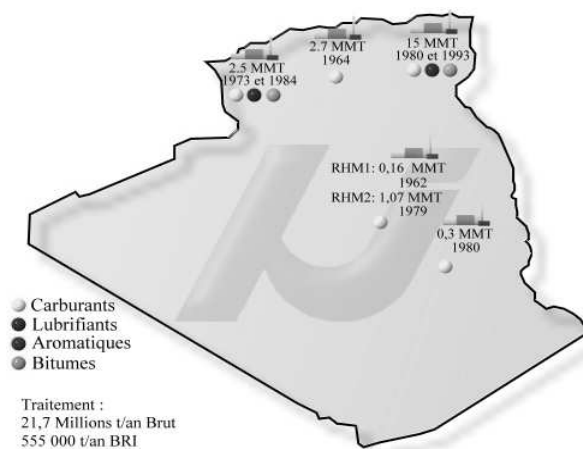 2.7 MMT
1964
15 MMT
1980 et 1993
2.5 MMT
1973 et 1984
RHM1: 0,16 MMT
1962
RHM2: 1,07 MMT
1979
0,3 MMT
1980
Carburants
Lubrifiants
Aromatiques
Bitumes
Traitement :
21,7 Millions t/an Brut
555 000 t/an BRI